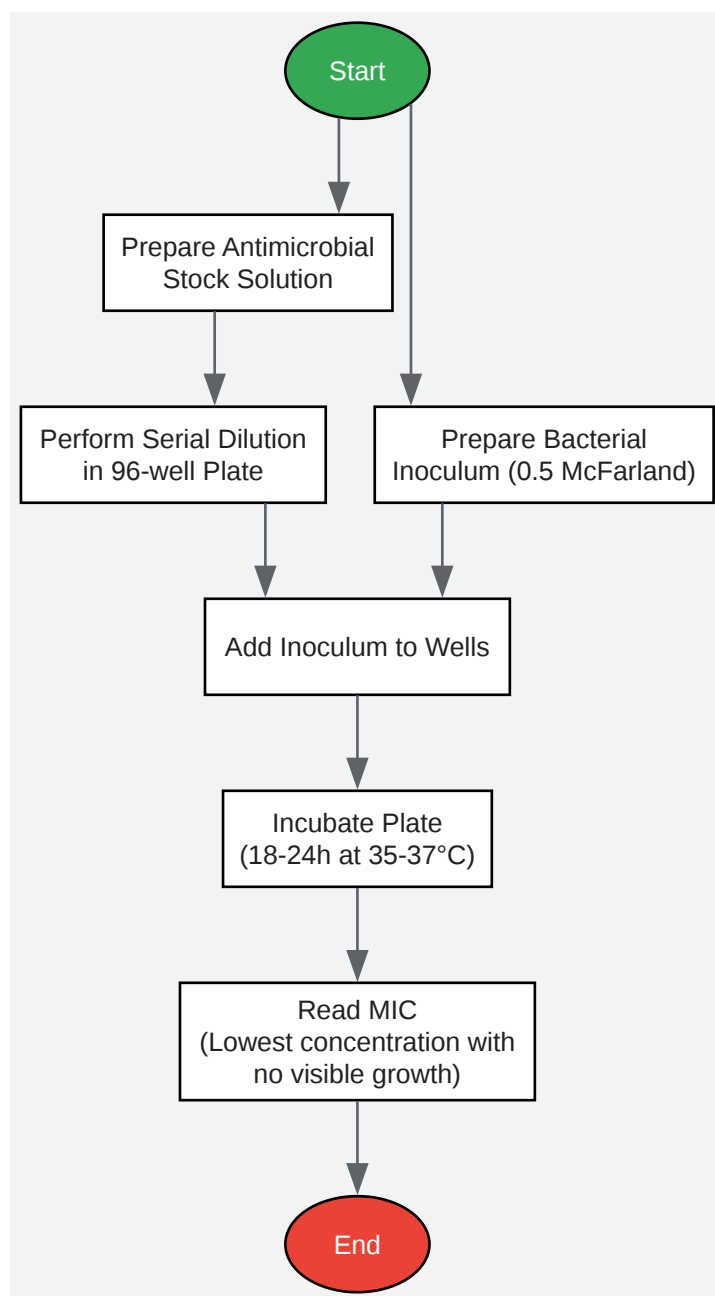 Start
Prepare Antimicrobial
Stock Solution
Perform Serial Dilution
in 96-well Plate
Prepare Bacterial
Inoculum (0.5 McFarland)
Add Inoculum to Wells
Incubate Plate
(18-24h at 35-37°C)
Read MIC
(Lowest concentration with
no visible growth)
End